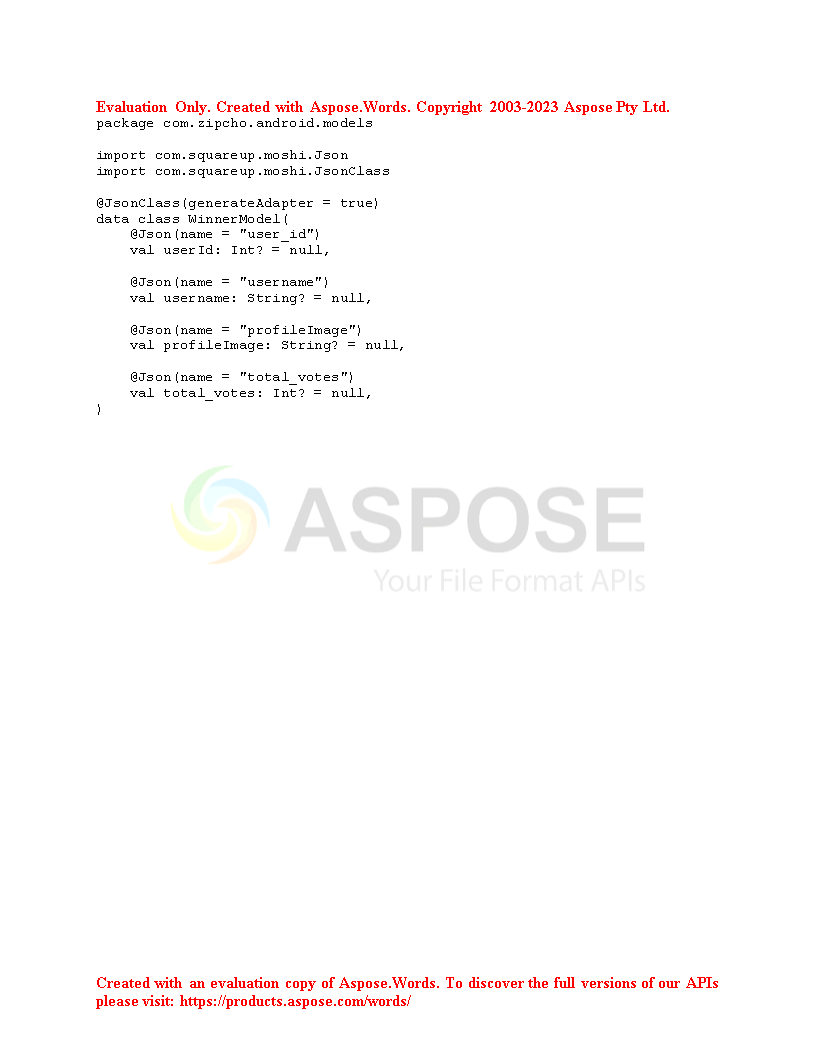 Evaluation Only. Created with Aspose.Words. Copyright 2003-2023 Aspose Pty Ltd.
package com.zipcho.android.models
import com.squareup.moshi.Json
import com.squareup.moshi.JsonClass
@JsonClass(generateAdapter = true)
data class WinnerModel(
    @Json(name = "user_id")
    val userId: Int? = null,
    @Json(name = "username")
    val username: String? = null,
    @Json(name = "profileImage")
    val profileImage: String? = null,
    @Json(name = "total_votes")
    val total_votes: Int? = null,
)
ASPOSE
Your File Format APIs
Created with an evaluation copy of Aspose.Words. To discover the full versions of our APIs
please visit: https://products.aspose.com/words/